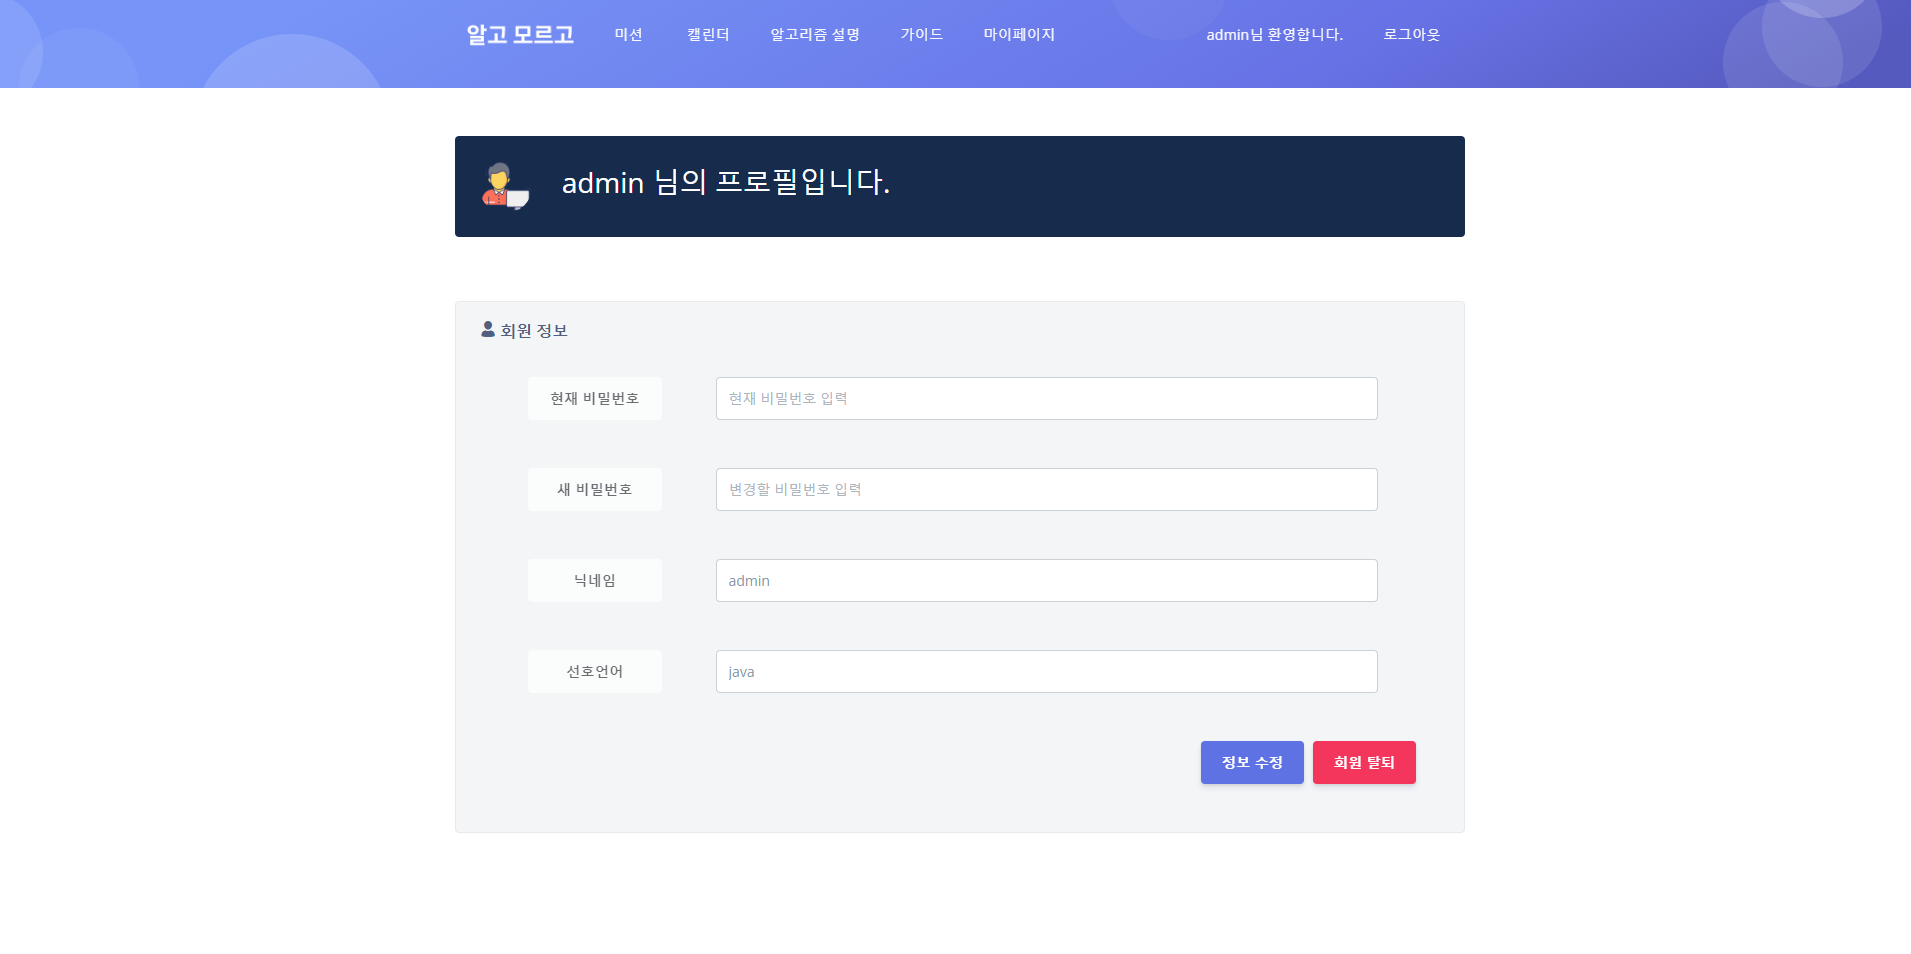 알고 모르고 미션 캘린더 알고리즘 설명 가이드 마이페이지 admin님 환영합니다. 로그아웃
admin 님의 프로필입니다.
회원 정보
현재 비밀번호 현재 비밀번호 입력
새 비밀번호 변경할 비밀번호 입력
닉네임 admin
선호언어 java
정보 수정 회원 탈퇴